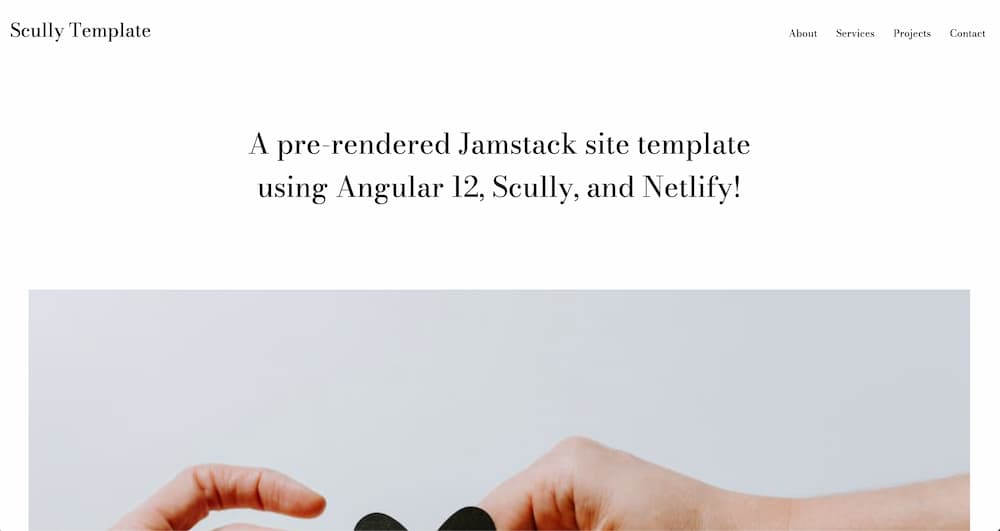 Scully Template
About Services Projects Contact
A pre-rendered Jamstack site template
using Angular 12, Scully, and Netlify!